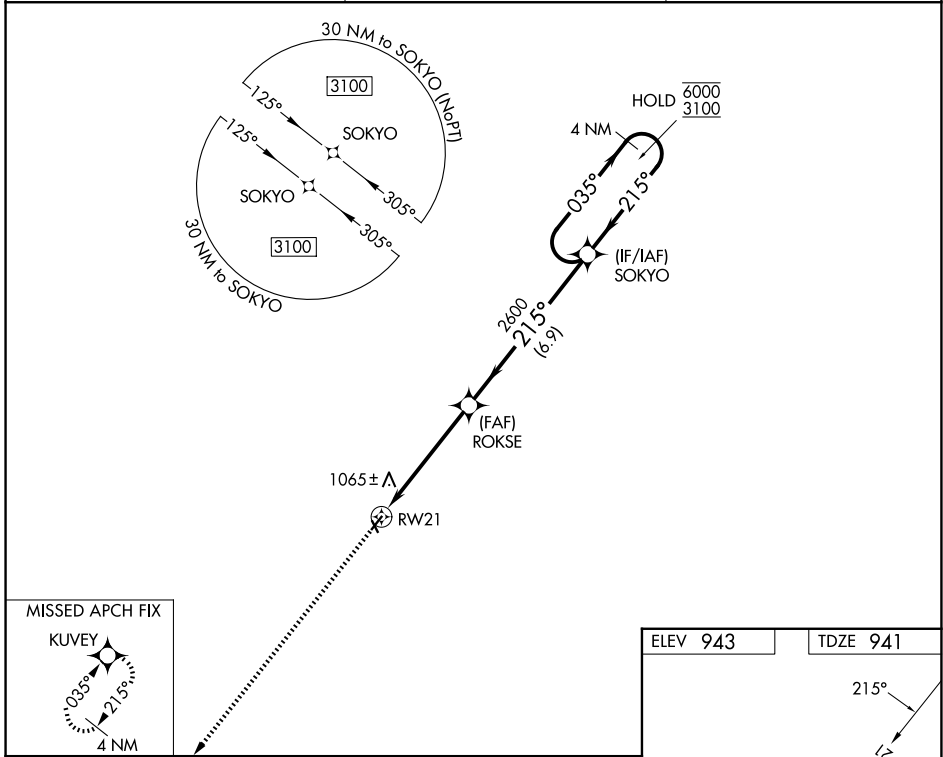 30 NM to SOKYO (NoPT)
3100
125°
SOKYO
305°
125°
SOKYO
305°
3100
30 NM to SOKYO
HOLD 6000
3100
4 NM
035°
215°
(IF/IAF)
SOKYO
2600
215°
(6.9)
(FAF)
ROKSE
1065±
RW21
MISSED APCH FIX
KUVEY
035°
215°
4 NM
ELEV 943
TDZE 941
215°
21